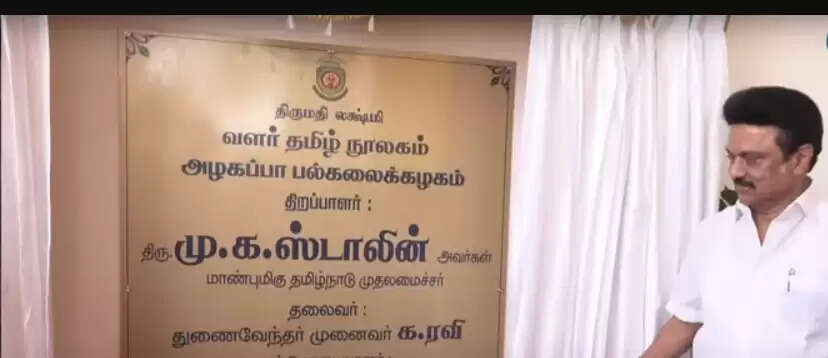 திருமதி லக்ஷ்மி
வளர் தமிழ் நூலகம்
அழகப்பா பல்கலைக்கழகம்
திறப்பாளர் :
திரு. மு.க.ஸ்டாலின் அவர்கள்
மாண்புமிகு தமிழ்நாடு முதலமைச்சர்
தலைவர் :
துணைவேந்தர் முனைவர் க.ரவி